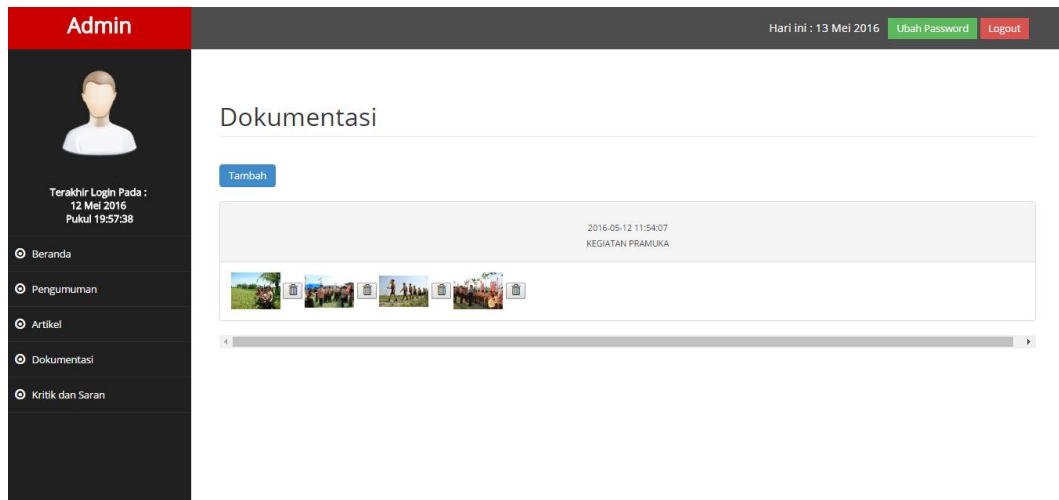 Admin
Hari ini : 13 Mei 2016
Ubah Password
Logout
Terakhir Login Pada :
12 Mei 2016
Pukul 19:57:38
Beranda
Pengumuman
Artikel
Dokumentasi
Kritik dan Saran
Dokumentasi
Tambah
2016-05-12 11:54:07
KEGIATAN PRAMUKA